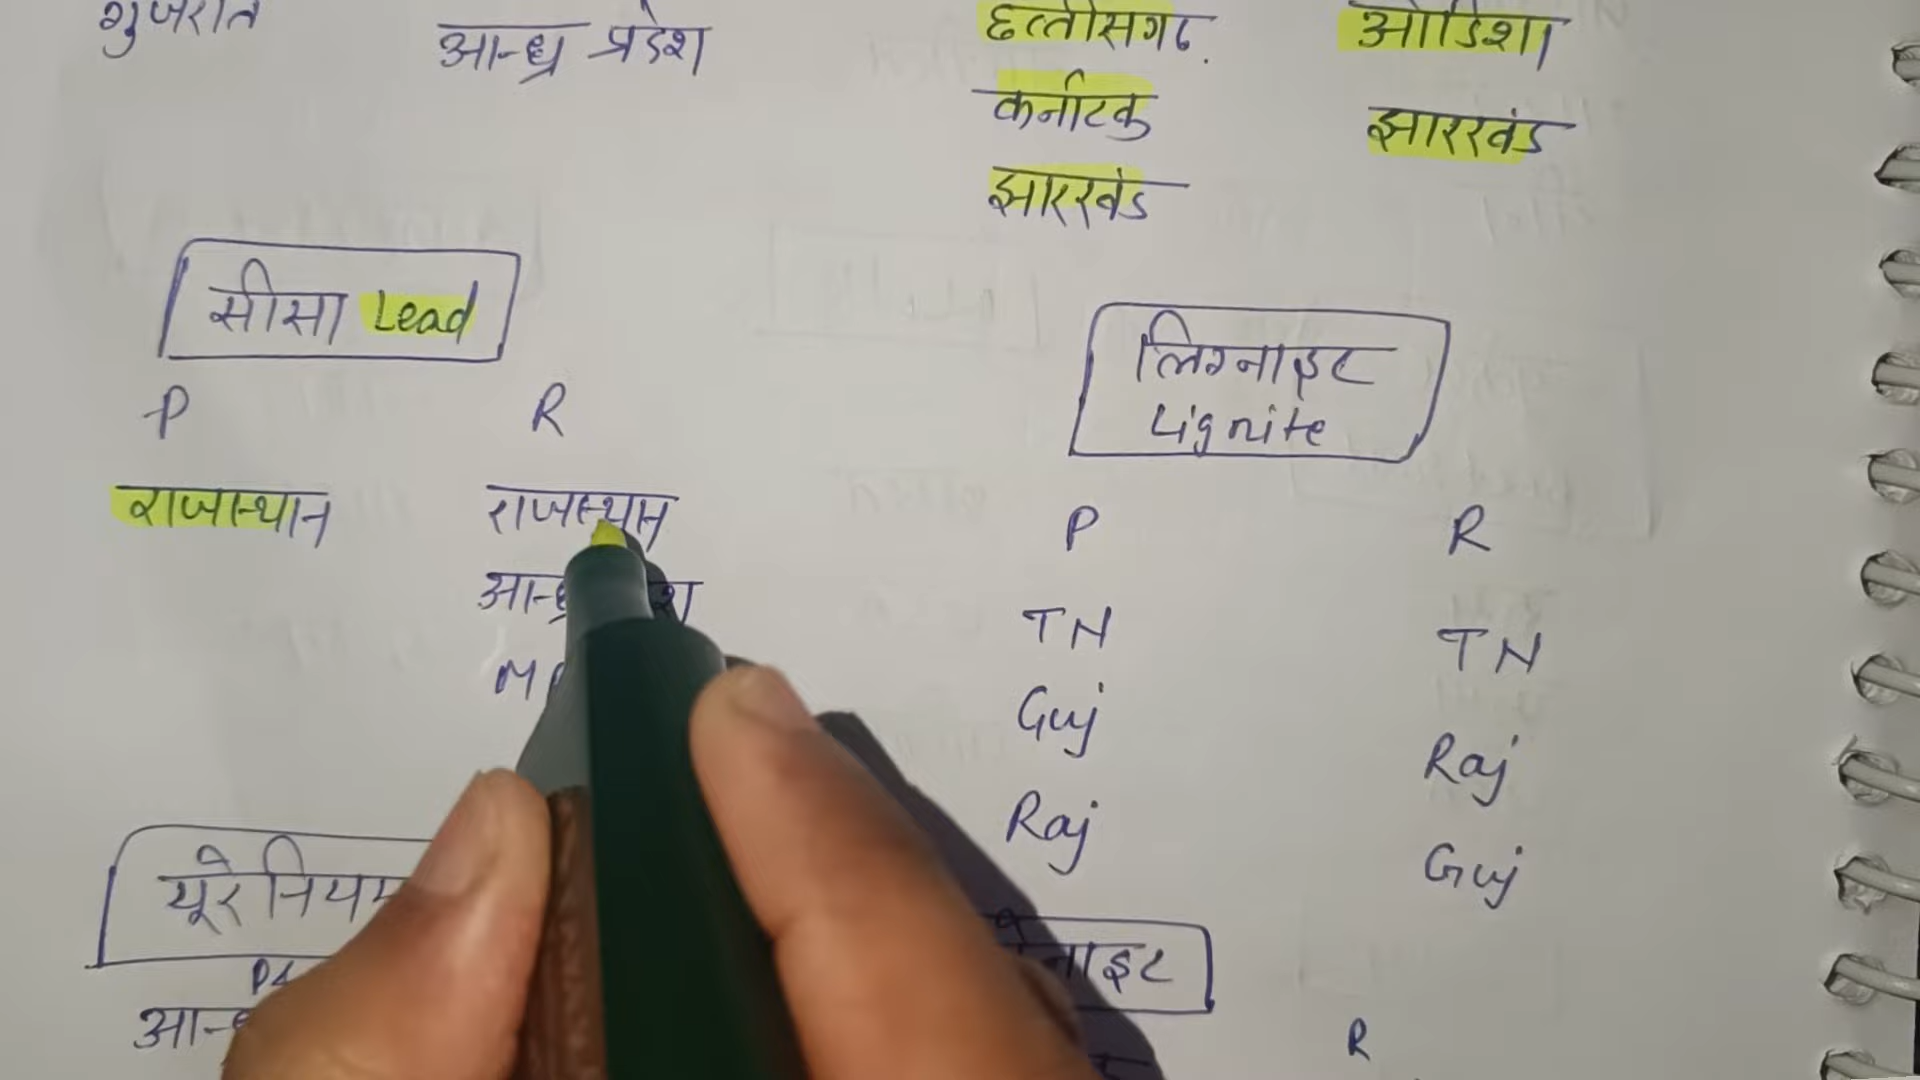 गुजरात
आन्ध्र प्रदेश
छत्तीसगढ़
ओडिशा
कर्नाटक
झारखंड
झारखंड
सीसा Lead
P R
राजस्थान राजस्थान
लिग्नाइट
Lignite
P R
TN TN
Guj Raj
Raj Guj
यूरेनियम
R